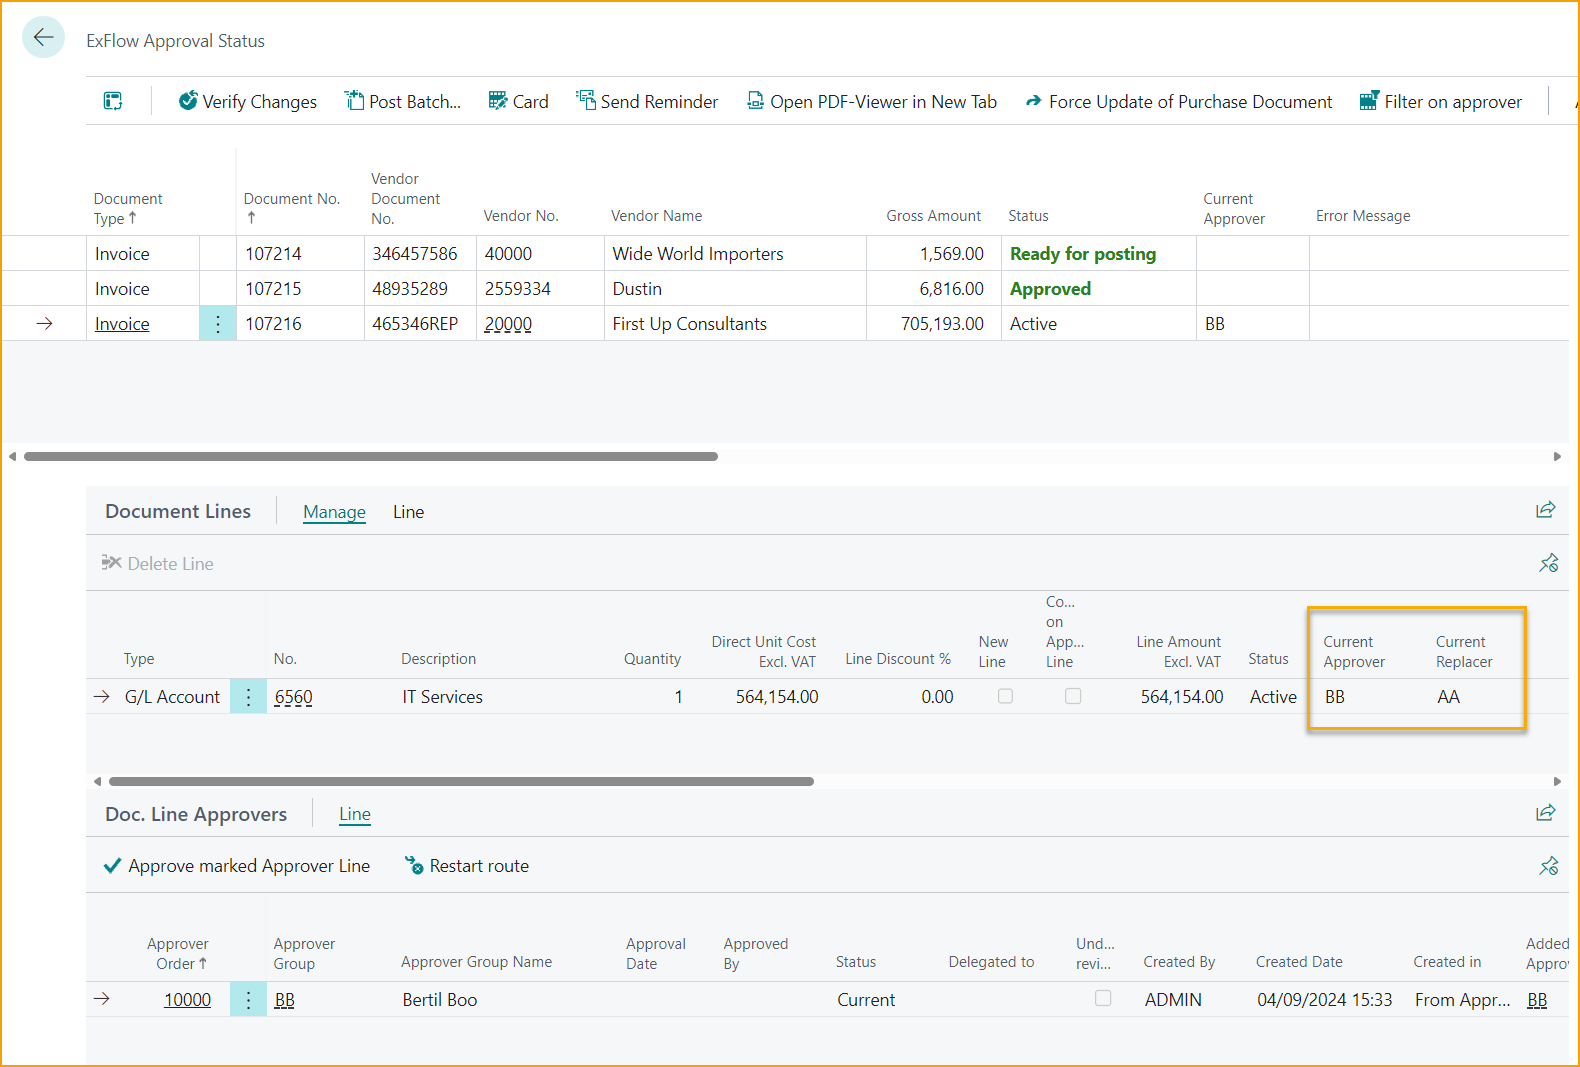 ExFlow Approval Status
Verify Changes Post Batch... Card Send Reminder Open PDF-Viewer in New Tab Force Update of Purchase Document Filter on approver
Document Type ↑ Document No. ↑ Vendor Document No. Vendor No. Vendor Name Gross Amount Status Current Approver Error Message
Invoice 107214 346457586 40000 Wide World Importers 1,569.00 Ready for posting
Invoice 107215 48935289 2559334 Dustin 6,816.00 Approved
Invoice 107216 465346REP 20000 First Up Consultants 705,193.00 Active BB
Document Lines Manage Line
Delete Line
Type No. Description Quantity Direct Unit Cost Excl. VAT Line Discount % New Line Co... on App... Line Line Amount Excl. VAT Status Current Approver Current Replacer
G/L Account 6560 IT Services 1 564,154.00 0.00 564,154.00 Active BB AA
Doc. Line Approvers Line
Approve marked Approver Line Restart route
Approver Order ↑ Approver Group Approver Group Name Approval Date Approved By Status Delegated to Und... revi... Created By Created Date Created in Added
10000 BB Bertil Boo Current ADMIN 04/09/2024 15:33 From Appr... BB